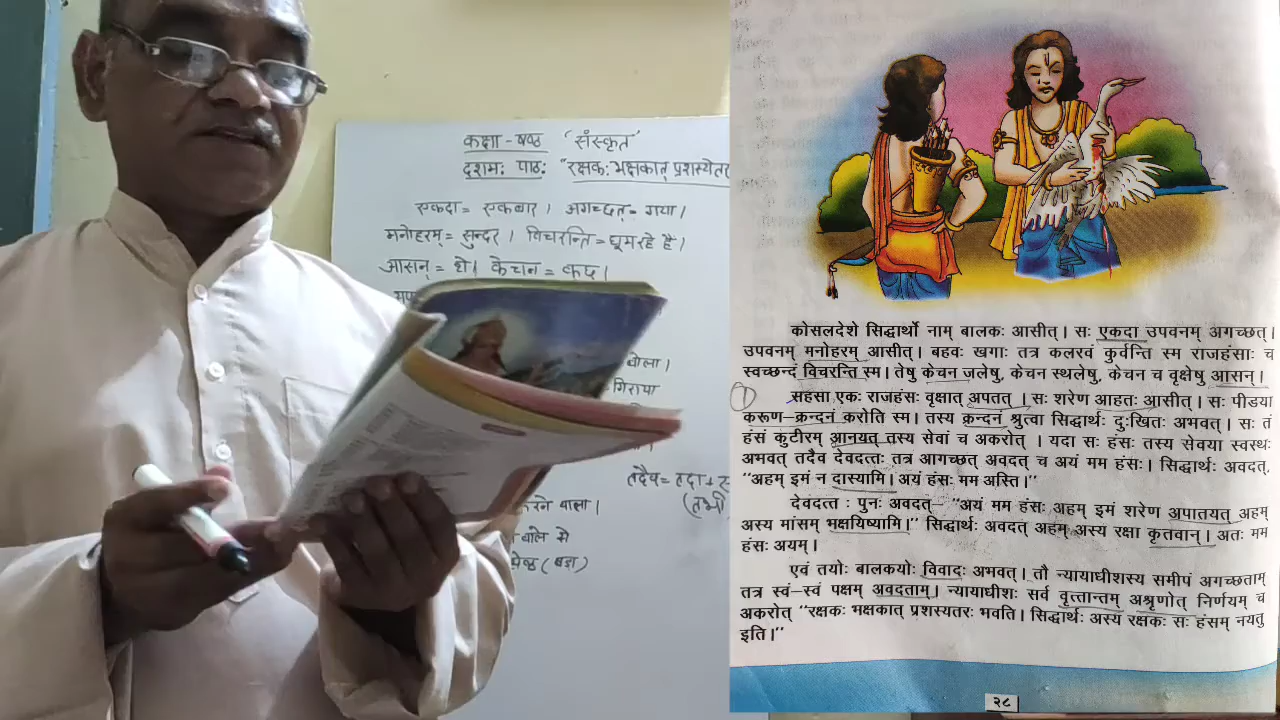 कक्षा - षष्ठ 'संस्कृत'
दशमः पाठः "रक्षकः भक्षकात् प्रशस्येतर
एकदा = एकबार । अगच्छत् = गया ।
मनोहरम् = सुन्दर । विचरन्ति = घूम रहे है ।
आसन् = थे । केचन = कुछ ।
बोला ।
गिराया
तदैव = तदा +
(तभी
करने वाला ।
वाले से
कोसलदेशे सिद्धार्थो नाम् बालकः आसीत् । सः एकदा उपवनम् अगच्छत् ।
उपवनम् मनोहरम् आसीत् । बहवः खगाः तत्र कलरवं कुर्वन्ति स्म राजहंसाः च
स्वच्छन्दं विचरन्ति स्म । तेषु केचन जलेषु, केचन स्थलेषु, केचन च वृक्षेषु आसन् ।
१ सहसा एकः राजहंसः वृक्षात् अपतत् । सः शरेण आहतः आसीत् । सः पीडया
करूण–क्रन्दनं करोति स्म । तस्य क्रन्दनं श्रुत्वा सिद्धार्थः दुःखितः अभवत् । सः तं
हंसं कुटीरम् आनयत् तस्य सेवां च अकरोत् । यदा सः हंसः तस्य सेवया स्वस्थः
अभवत् तदैव देवदत्तः तत्र आगच्छत् अवदत् च अयं मम हंसः । सिद्धार्थः अवदत्,
"अहम् इमं न दास्यामि । अयं हंसः मम अस्ति ।"
देवदत्त : पुनः अवदत् –"अयं मम हंसः अहम् इमं शरेण अपातयत् अहम्
अस्य मांसम् भक्षयिष्यामि ।" सिद्धार्थः अवदत् अहम् अस्य रक्षा कृतवान् । अतः मम
हंसः अयम् ।
एवं तयोः बालकयोः विवादः अभवत् । तौ न्यायाधीशस्य समीपं अगच्छताम्
तत्र स्वं–स्वं पक्षम् अवदताम् । न्यायाधीशः सर्वं वृत्तान्तम् अश्रृणोत् निर्णयम् च
अकरोत् "रक्षकः भक्षकात् प्रशस्यतरः भवति । सिद्धार्थः अस्य रक्षकः सः हंसम् नयतु
इति ।"
२८